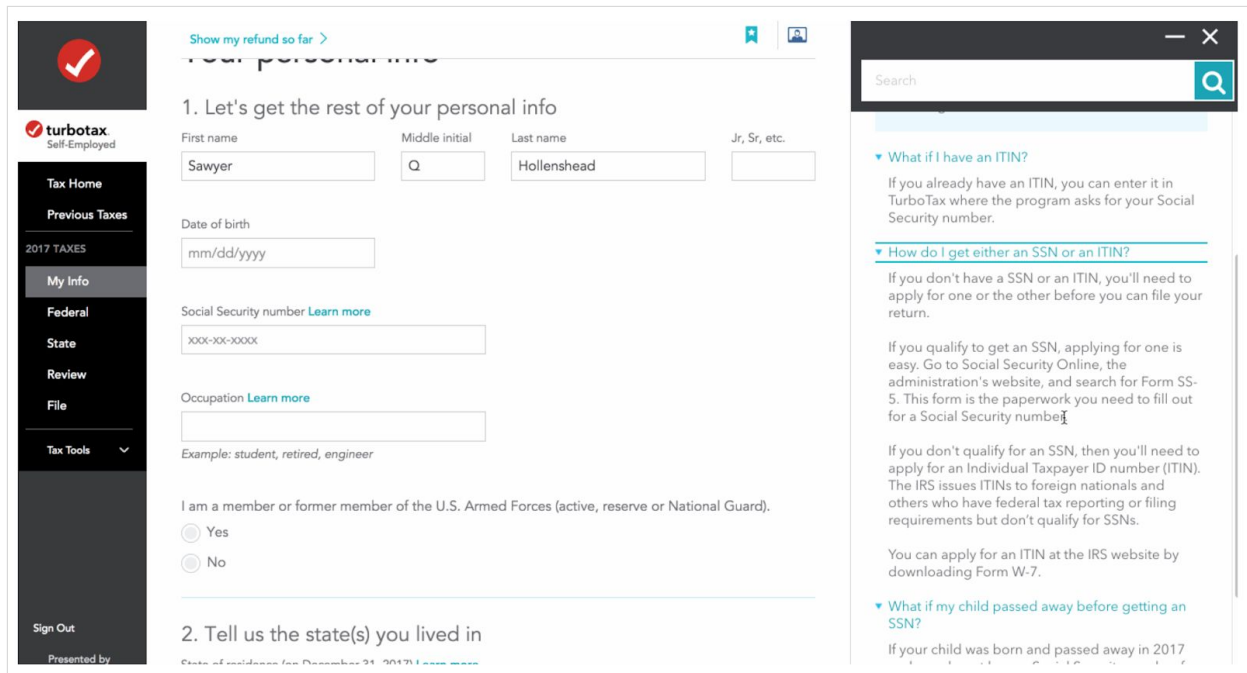 Show my refund so far >
Your personal info
1. Let's get the rest of your personal info
First name
Middle initial
Last name
Jr, Sr, etc.
Sawyer
Q
Hollenshead
Date of birth
mm/dd/yyyy
Social Security number Learn more
xxx-xx-xxxx
Occupation Learn more
Example: student, retired, engineer
I am a member or former member of the U.S. Armed Forces (active, reserve or National Guard).
Yes
No
2. Tell us the state(s) you lived in
State of residence (on December 31, 2017) Learn more
turbotax
Self-Employed
Tax Home
Previous Taxes
2017 TAXES
My Info
Federal
State
Review
File
Tax Tools
Sign Out
Presented by
Search
What if I have an ITIN?
If you already have an ITIN, you can enter it in
TurboTax where the program asks for your Social
Security number.
How do I get either an SSN or an ITIN?
If you don't have a SSN or an ITIN, you'll need to
apply for one or the other before you can file your
return.
If you qualify to get an SSN, applying for one is
easy. Go to Social Security Online, the
administration's website, and search for Form SS-
5. This form is the paperwork you need to fill out
for a Social Security number.
If you don't qualify for an SSN, then you'll need to
apply for an Individual Taxpayer ID number (ITIN).
The IRS issues ITINs to foreign nationals and
others who have federal tax reporting or filing
requirements but don't qualify for SSNs.
You can apply for an ITIN at the IRS website by
downloading Form W-7.
What if my child passed away before getting an
SSN?
If your child was born and passed away in 2017